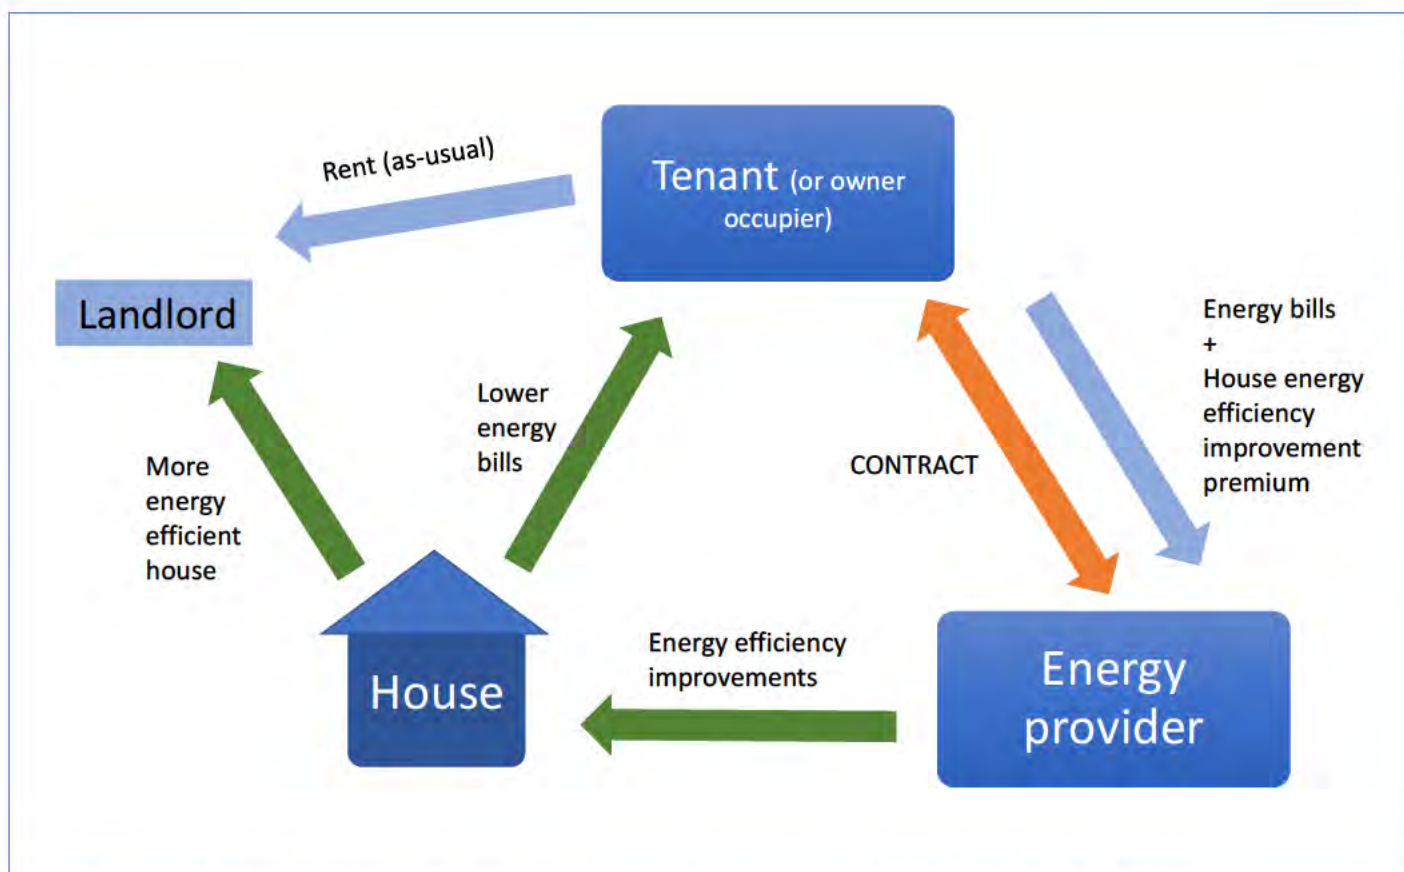 Rent (as-usual)
Tenant (or owner
occupier)
Landlord
Energy bills
+
House energy
efficiency
improvement
premium
Lower
energy
bills
CONTRACT
More
energy
efficient
house
Energy efficiency
improvements
House
Energy
provider